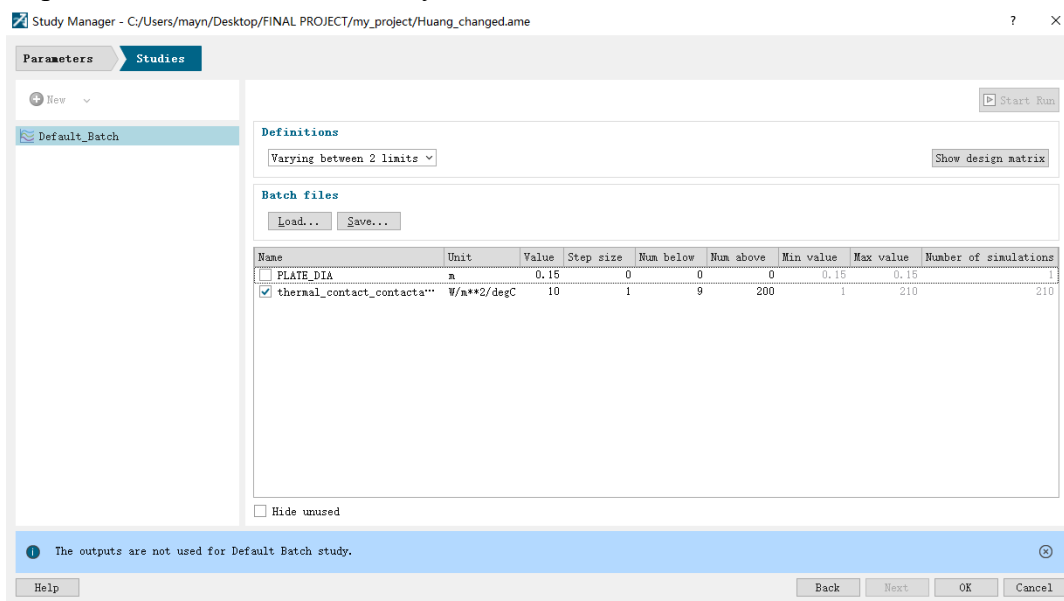 Study Manager - C:/Users/mayn/Desktop/FINAL PROJECT/my_project/Huang_changed.ame ? ×
Parameters Studies
New
Start Run
Default_Batch
Definitions
Varying between 2 limits
Show design matrix
Batch files
Load... Save...
Name Unit Value Step size Num below Num above Min value Max value Number of simulations
PLATE_DIA m 0.15 0 0 0 0.15 0.15 1
thermal_contact_contacta··· W/m**2/degC 10 1 9 200 1 210 210
Hide unused
The outputs are not used for Default Batch study.
Help Back Next OK Cancel